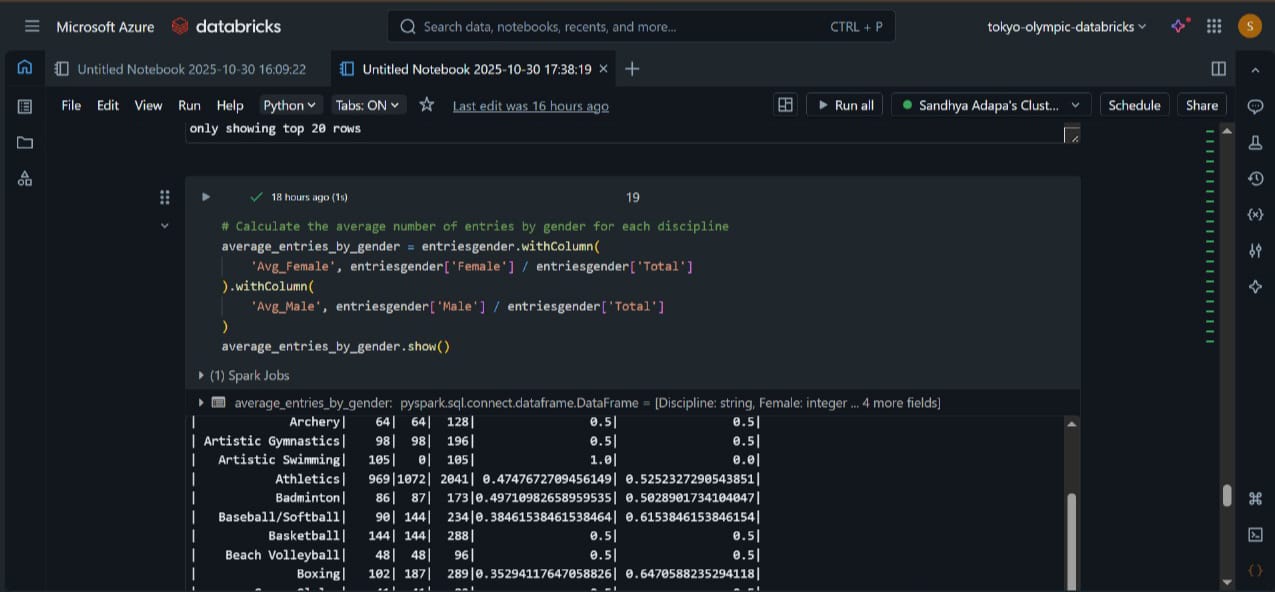 Microsoft Azure databricks Search data, notebooks, recents, and more... CTRL + P tokyo-olympic-databricks S
Untitled Notebook 2025-10-30 16:09:22 Untitled Notebook 2025-10-30 17:38:19 × +
File Edit View Run Help Python Tabs: ON Last edit was 16 hours ago Run all Sandhya Adapa's Clust... Schedule Share
only showing top 20 rows
18 hours ago (1s) 19
# Calculate the average number of entries by gender for each discipline
average_entries_by_gender = entriesgender.withColumn(
'Avg_Female', entriesgender['Female'] / entriesgender['Total']
).withColumn(
'Avg_Male', entriesgender['Male'] / entriesgender['Total']
)
average_entries_by_gender.show()
(1) Spark Jobs
average_entries_by_gender: pyspark.sql.connect.dataframe.DataFrame = [Discipline: string, Female: integer ... 4 more fields]
| Archery| 64| 64| 128| 0.5| 0.5|
| Artistic Gymnastics| 98| 98| 196| 0.5| 0.5|
| Artistic Swimming| 105| 0| 105| 1.0| 0.0|
| Athletics| 969|1072| 2041| 0.4747672709456149| 0.5252327290543851|
| Badminton| 86| 87| 173|0.49710982658959535| 0.5028901734104047|
| Baseball/Softball| 90| 144| 234|0.38461538461538464| 0.6153846153846154|
| Basketball| 144| 144| 288| 0.5| 0.5|
| Beach Volleyball| 48| 48| 96| 0.5| 0.5|
| Boxing| 102| 187| 289|0.35294117647058826| 0.6470588235294118|